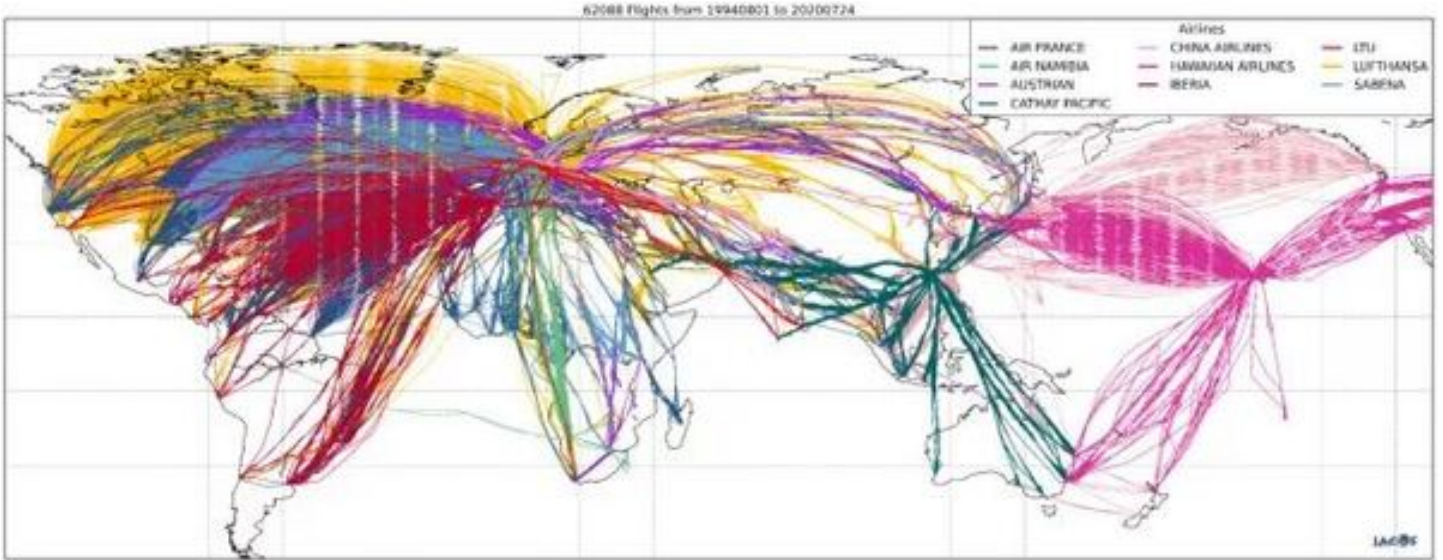 62088 Flights from 19940801 to 20200724
Airlines
AIR FRANCE
AIR NAMIBIA
AUSTRIAN
CATHAY PACIFIC
CHINA AIRLINES
HAWAIIAN AIRLINES
IBERIA
LTU
LUFTHANSA
SABENA
IAGOS